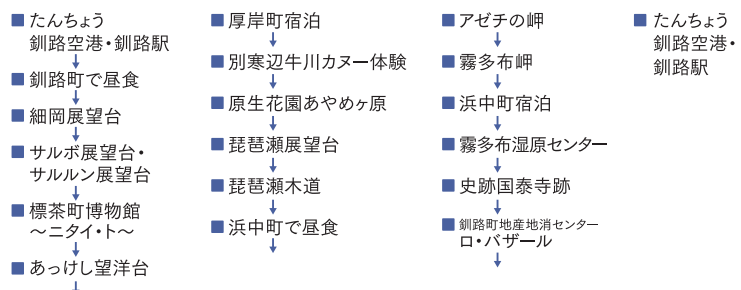 たんちょう
釧路空港・釧路駅
釧路町で昼食
細岡展望台
サルボ展望台・
サルルン展望台
標茶町博物館
～ニタイ・ト～
あっけし望洋台
厚岸町宿泊
別寒辺牛川カヌー体験
原生花園あやめヶ原
琵琶瀬展望台
琵琶瀬木道
浜中町で昼食
アゼチの岬
霧多布岬
浜中町宿泊
霧多布湿原センター
史跡国泰寺跡
釧路町地産地消センター
ロ・バザール
たんちょう
釧路空港・
釧路駅